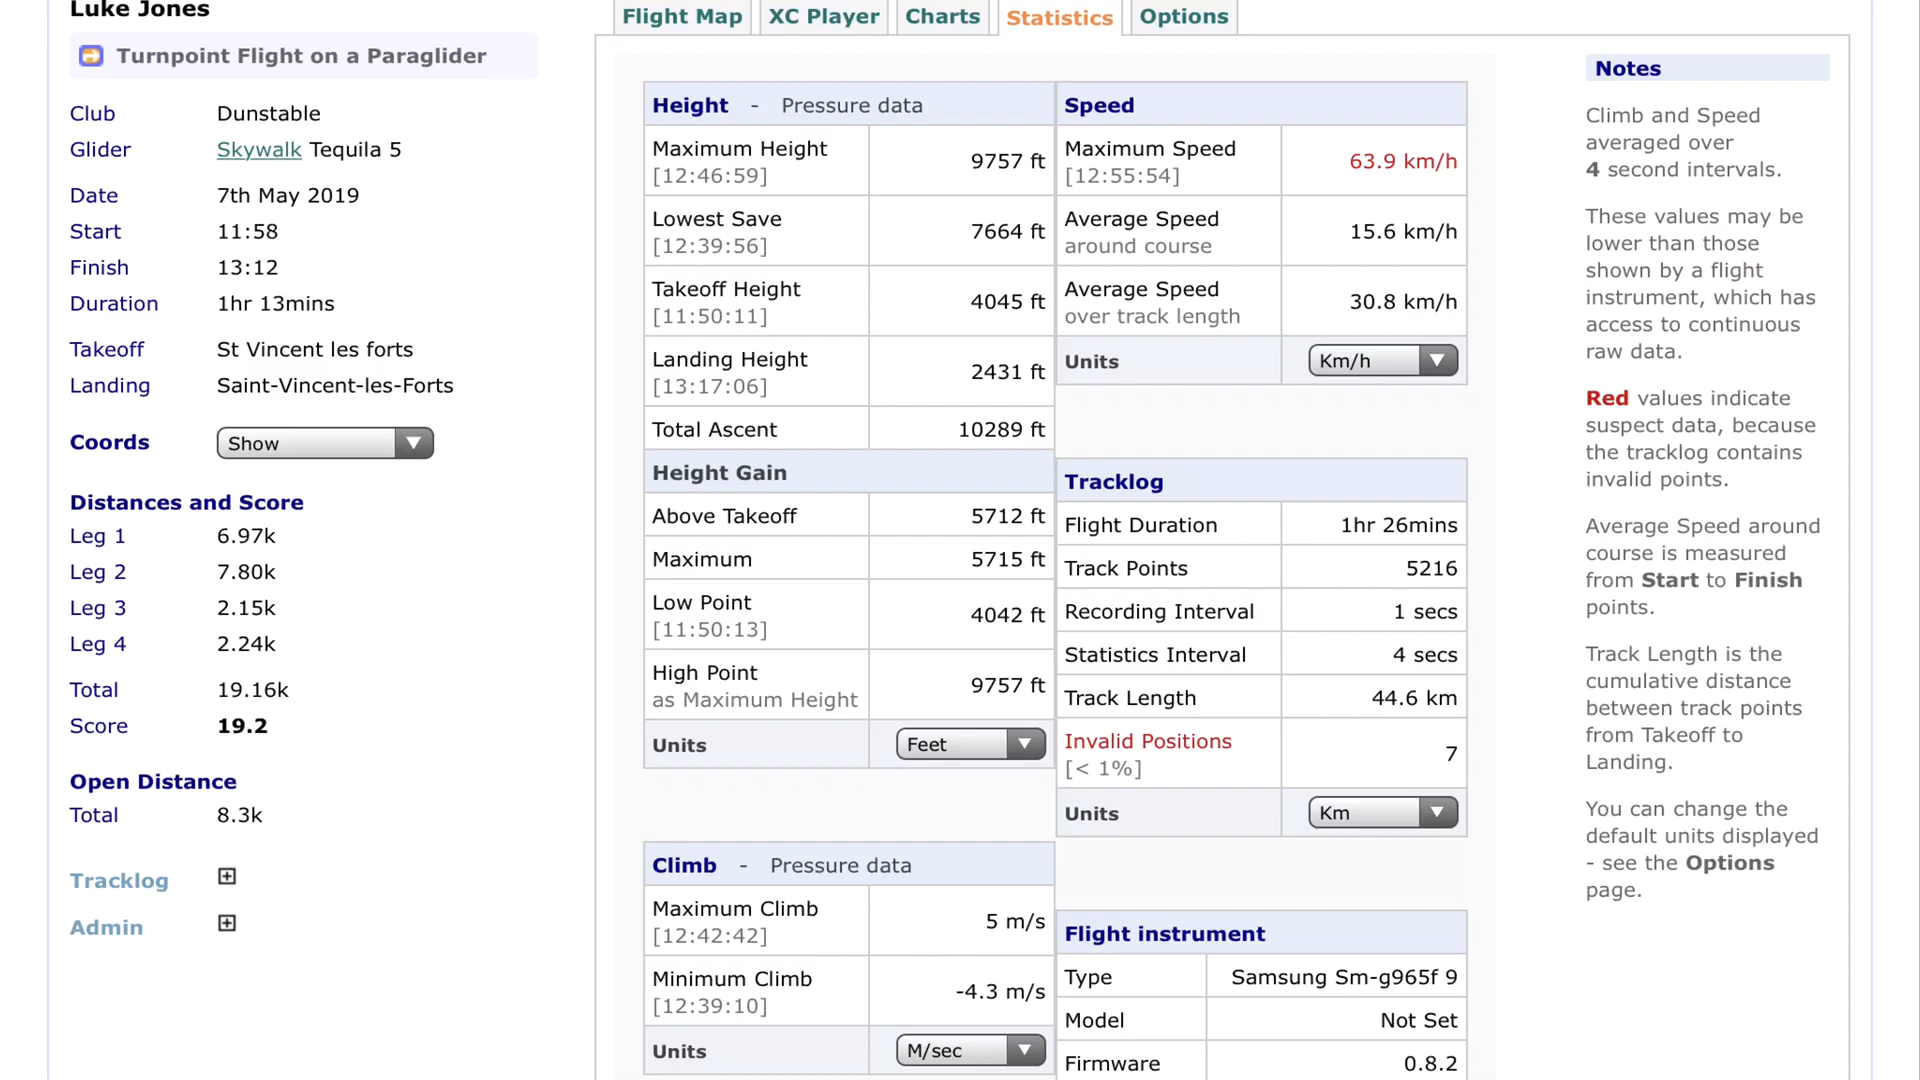 Luke Jones
Turnpoint Flight on a Paraglider
Club Dunstable
Glider Skywalk Tequila 5
Date 7th May 2019
Start 11:58
Finish 13:12
Duration 1hr 13mins
Takeoff St Vincent les forts
Landing Saint-Vincent-les-Forts
Coords Show
Distances and Score
Leg 1 6.97k
Leg 2 7.80k
Leg 3 2.15k
Leg 4 2.24k
Total 19.16k
Score 19.2
Open Distance
Total 8.3k
Tracklog
Admin
Flight Map XC Player Charts Statistics Options
Height - Pressure data
Maximum Height 9757 ft
[12:46:59]
Lowest Save 7664 ft
[12:39:56]
Takeoff Height 4045 ft
[11:50:11]
Landing Height 2431 ft
[13:17:06]
Total Ascent 10289 ft
Height Gain
Above Takeoff 5712 ft
Maximum 5715 ft
Low Point 4042 ft
[11:50:13]
High Point 9757 ft
as Maximum Height
Units Feet
Climb - Pressure data
Maximum Climb 5 m/s
[12:42:42]
Minimum Climb -4.3 m/s
[12:39:10]
Units M/sec
Speed
Maximum Speed 63.9 km/h
[12:55:54]
Average Speed 15.6 km/h
around course
Average Speed 30.8 km/h
over track length
Units Km/h
Tracklog
Flight Duration 1hr 26mins
Track Points 5216
Recording Interval 1 secs
Statistics Interval 4 secs
Track Length 44.6 km
Invalid Positions 7
[< 1%]
Units Km
Flight instrument
Type Samsung Sm-g965f 9
Model Not Set
Firmware 0.8.2
Notes
Climb and Speed
averaged over
4 second intervals.
These values may be
lower than those
shown by a flight
instrument, which has
access to continuous
raw data.
Red values indicate
suspect data, because
the tracklog contains
invalid points.
Average Speed around
course is measured
from Start to Finish
points.
Track Length is the
cumulative distance
between track points
from Takeoff to
Landing.
You can change the
default units displayed
- see the Options
page.